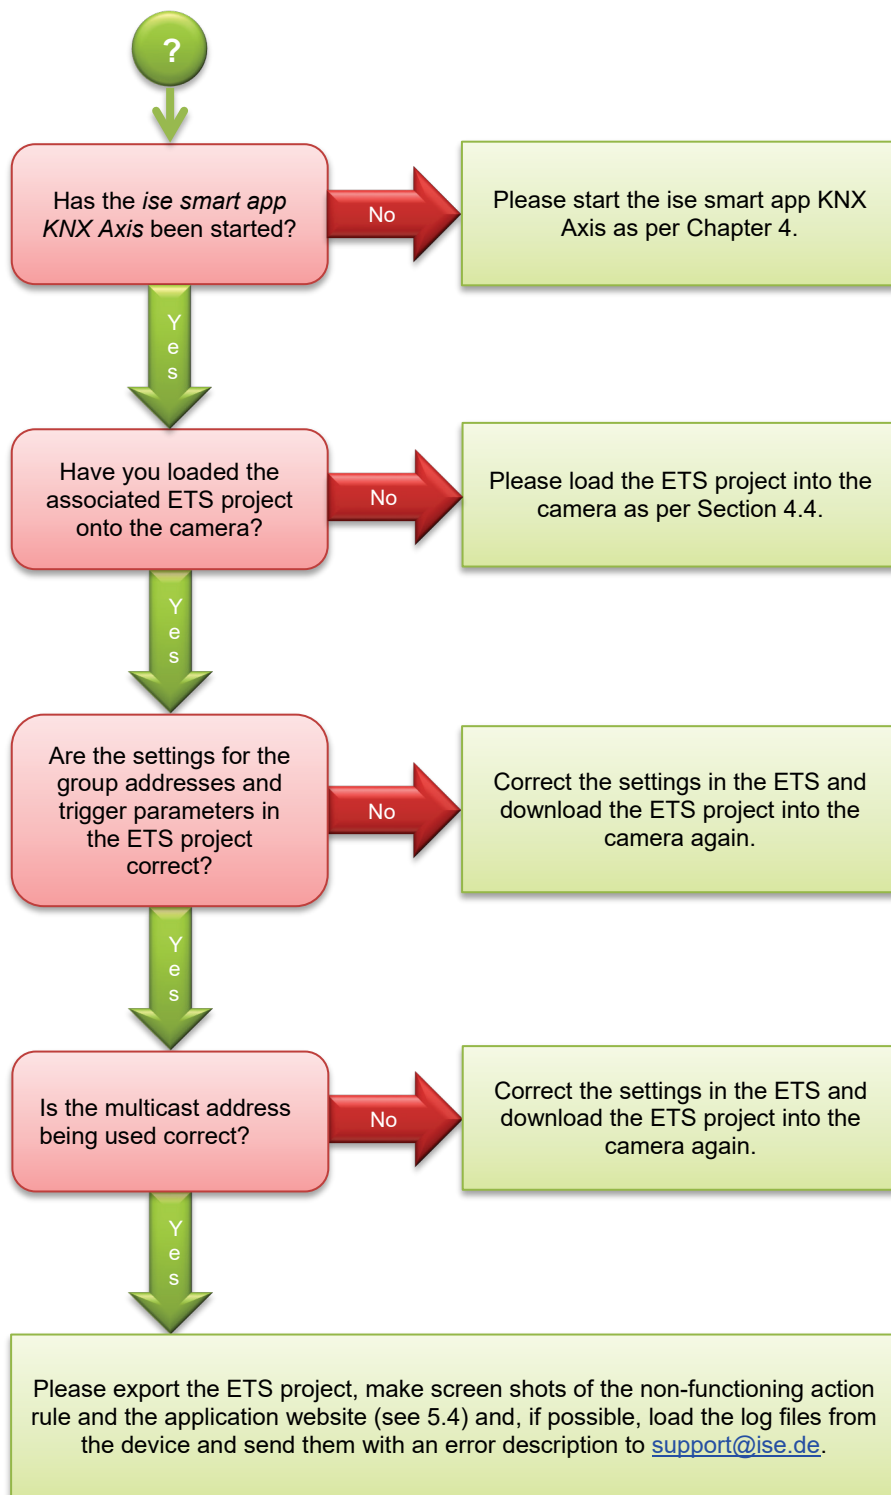 ?
Has the ise smart app
KNX Axis been started?
No
Please start the ise smart app KNX
Axis as per Chapter 4.
Yes
Have you loaded the
associated ETS project
onto the camera?
No
Please load the ETS project into the
camera as per Section 4.4.
Yes
Are the settings for the
group addresses and
trigger parameters in
the ETS project
correct?
No
Correct the settings in the ETS and
download the ETS project into the
camera again.
Yes
Is the multicast address
being used correct?
No
Correct the settings in the ETS and
download the ETS project into the
camera again.
Yes
Please export the ETS project, make screen shots of the non-functioning action
rule and the application website (see 5.4) and, if possible, load the log files from
the device and send them with an error description to support@ise.de.